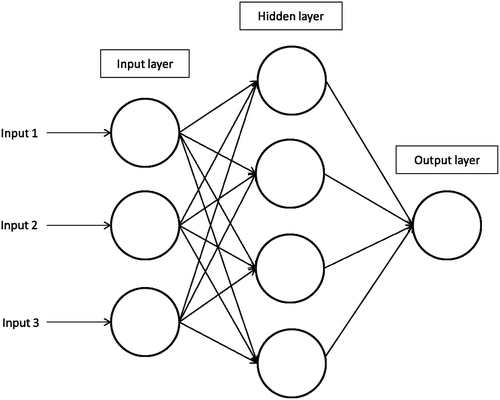 Hidden layer
Input layer
Input 1
Output layer
Input 2
Input 3